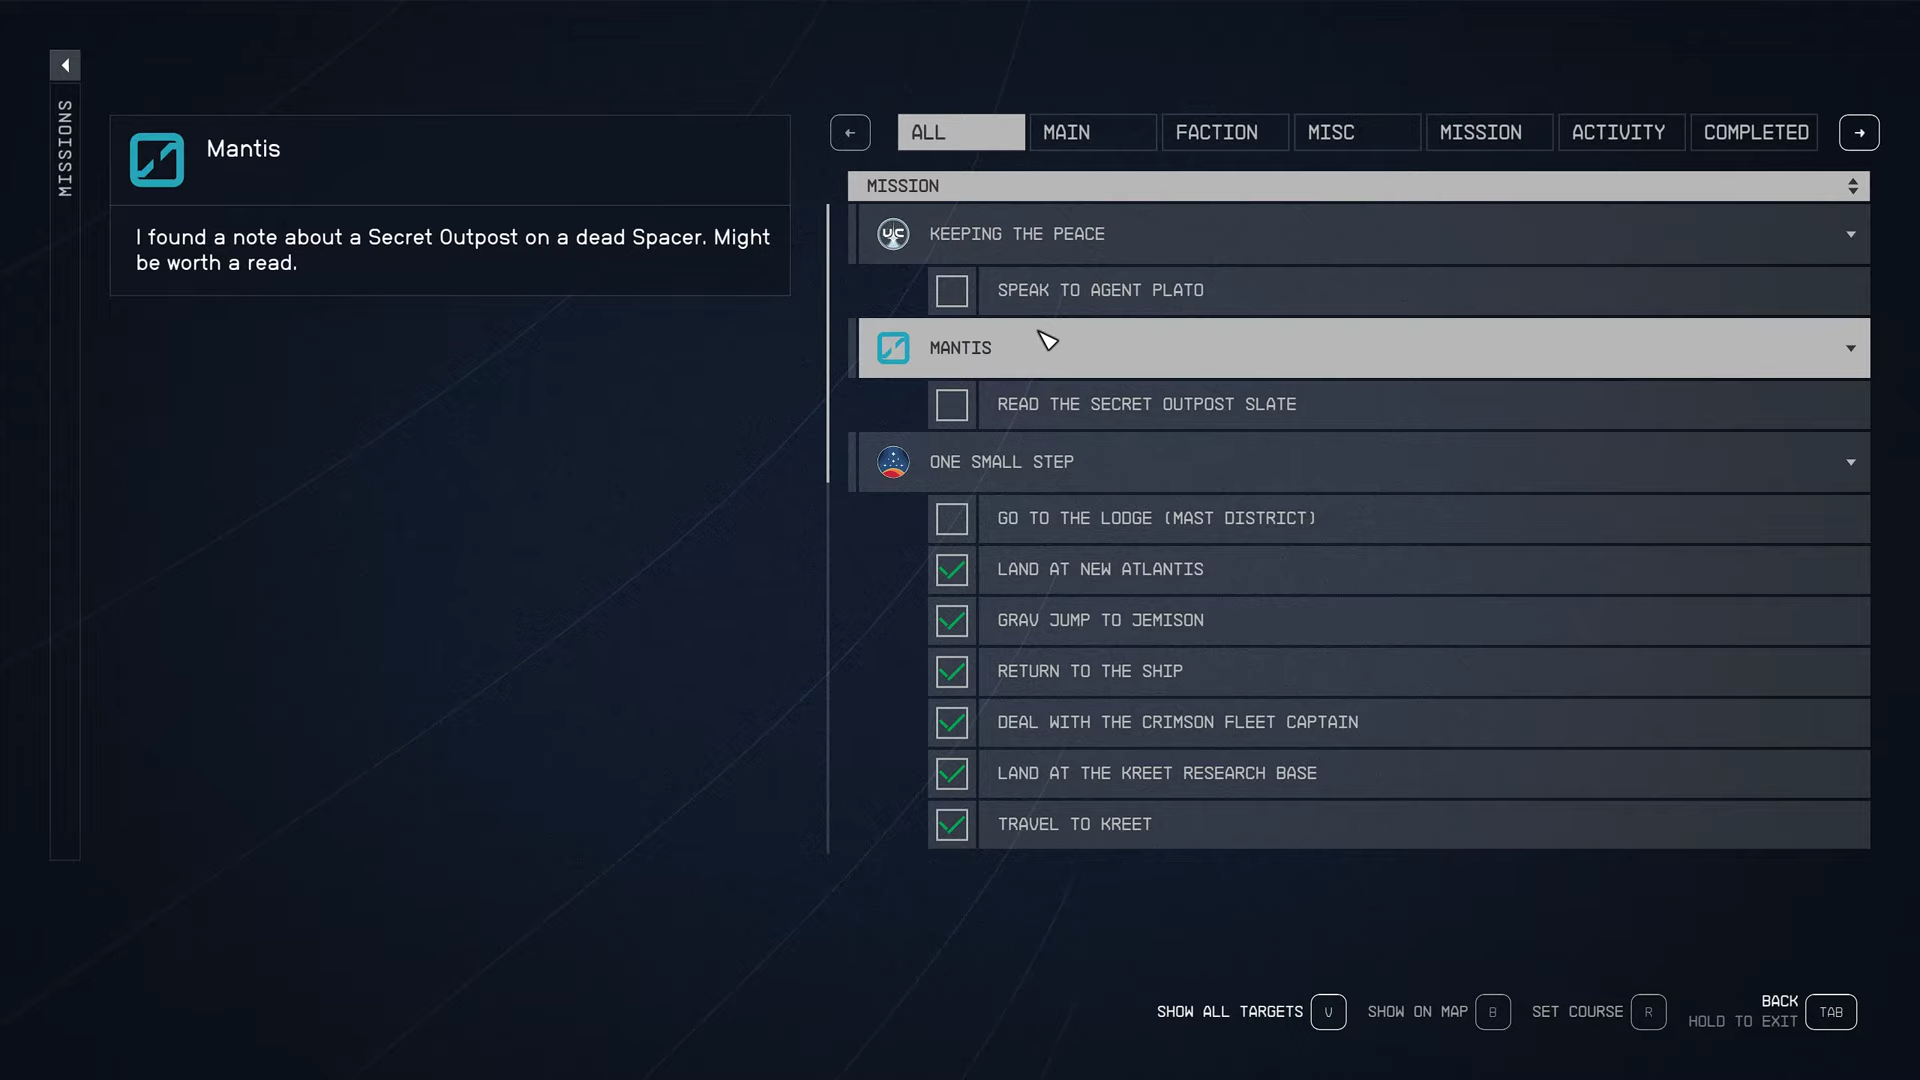 MISSIONS
Mantis
I found a note about a Secret Outpost on a dead Spacer. Might
be worth a read.
ALL
MAIN
FACTION
MISC
MISSION
ACTIVITY
COMPLETED
MISSION
UC
KEEPING THE PEACE
SPEAK TO AGENT PLATO
MANTIS
READ THE SECRET OUTPOST SLATE
ONE SMALL STEP
GO TO THE LODGE (MAST DISTRICT)
LAND AT NEW ATLANTIS
GRAV JUMP TO JEMISON
RETURN TO THE SHIP
DEAL WITH THE CRIMSON FLEET CAPTAIN
LAND AT THE KREET RESEARCH BASE
TRAVEL TO KREET
SHOW ALL TARGETS V
SHOW ON MAP B
SET COURSE R
BACK
HOLD TO EXIT
TAB